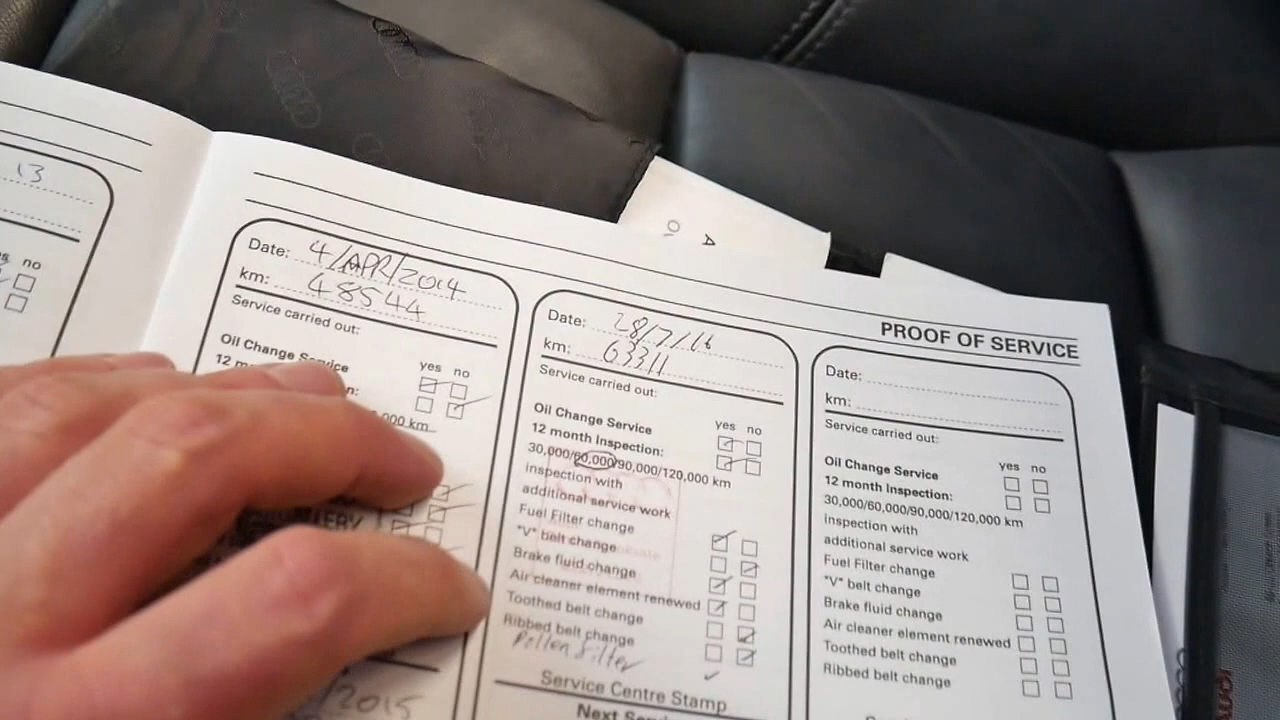 13
no
Date: 4/APR/2014
km: 48544
Service carried out:
Oil Change Service
yes no
12
000 km
/2015
Date: 28/7/16
km: 63311
Service carried out:
Oil Change Service
yes no
12 month Inspection:
30,000/60,000/90,000/120,000 km
inspection with
additional service work
Fuel Filter change
"V" belt change
Brake fluid change
Air cleaner element renewed
Toothed belt change
Ribbed belt change
Pollen filter
Service Centre Stamp
PROOF OF SERVICE
Date:
km:
Service carried out:
Oil Change Service
yes no
12 month Inspection:
30,000/60,000/90,000/120,000 km
inspection with
additional service work
Fuel Filter change
"V" belt change
Brake fluid change
Air cleaner element renewed
Toothed belt change
Ribbed belt change